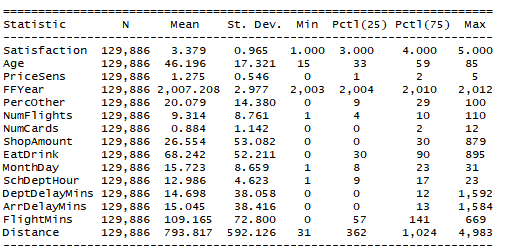 Statistic N Mean St. Dev. Min Pctl(25) Pctl(75) Max
Satisfaction 129,886 3.379 0.965 1.000 3.000 4.000 5.000
Age 129,886 46.196 17.321 15 33 59 85
PriceSens 129,886 1.275 0.546 0 1 2 5
FFYear 129,886 2,007.208 2.977 2,003 2,004 2,010 2,012
PercOther 129,886 20.079 14.380 0 9 29 100
NumFlights 129,886 9.314 8.761 1 4 10 110
NumCards 129,886 0.884 1.142 0 0 2 12
ShopAmount 129,886 26.554 53.082 0 0 30 879
EatDrink 129,886 68.242 52.211 0 30 90 895
MonthDay 129,886 15.723 8.659 1 8 23 31
SchDeptHour 129,886 12.986 4.623 1 9 17 23
DeptDelayMins 129,886 14.698 38.058 0 0 12 1,592
ArrDelayMins 129,886 15.045 38.416 0 0 13 1,584
FlightMins 129,886 109.165 72.800 0 57 141 669
Distance 129,886 793.817 592.126 31 362 1,024 4,983